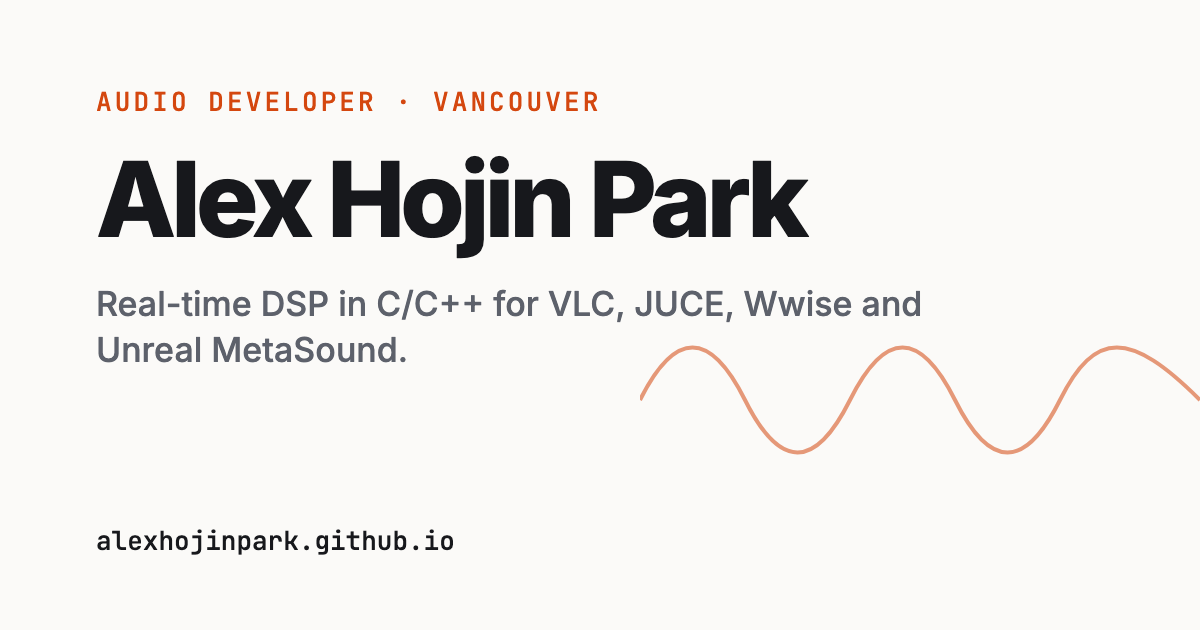 AUDIO DEVELOPER · VANCOUVER
Alex Hojin Park
Real-time DSP in C/C++ for VLC, JUCE, Wwise and
Unreal MetaSound.
alexhojinpark.github.io